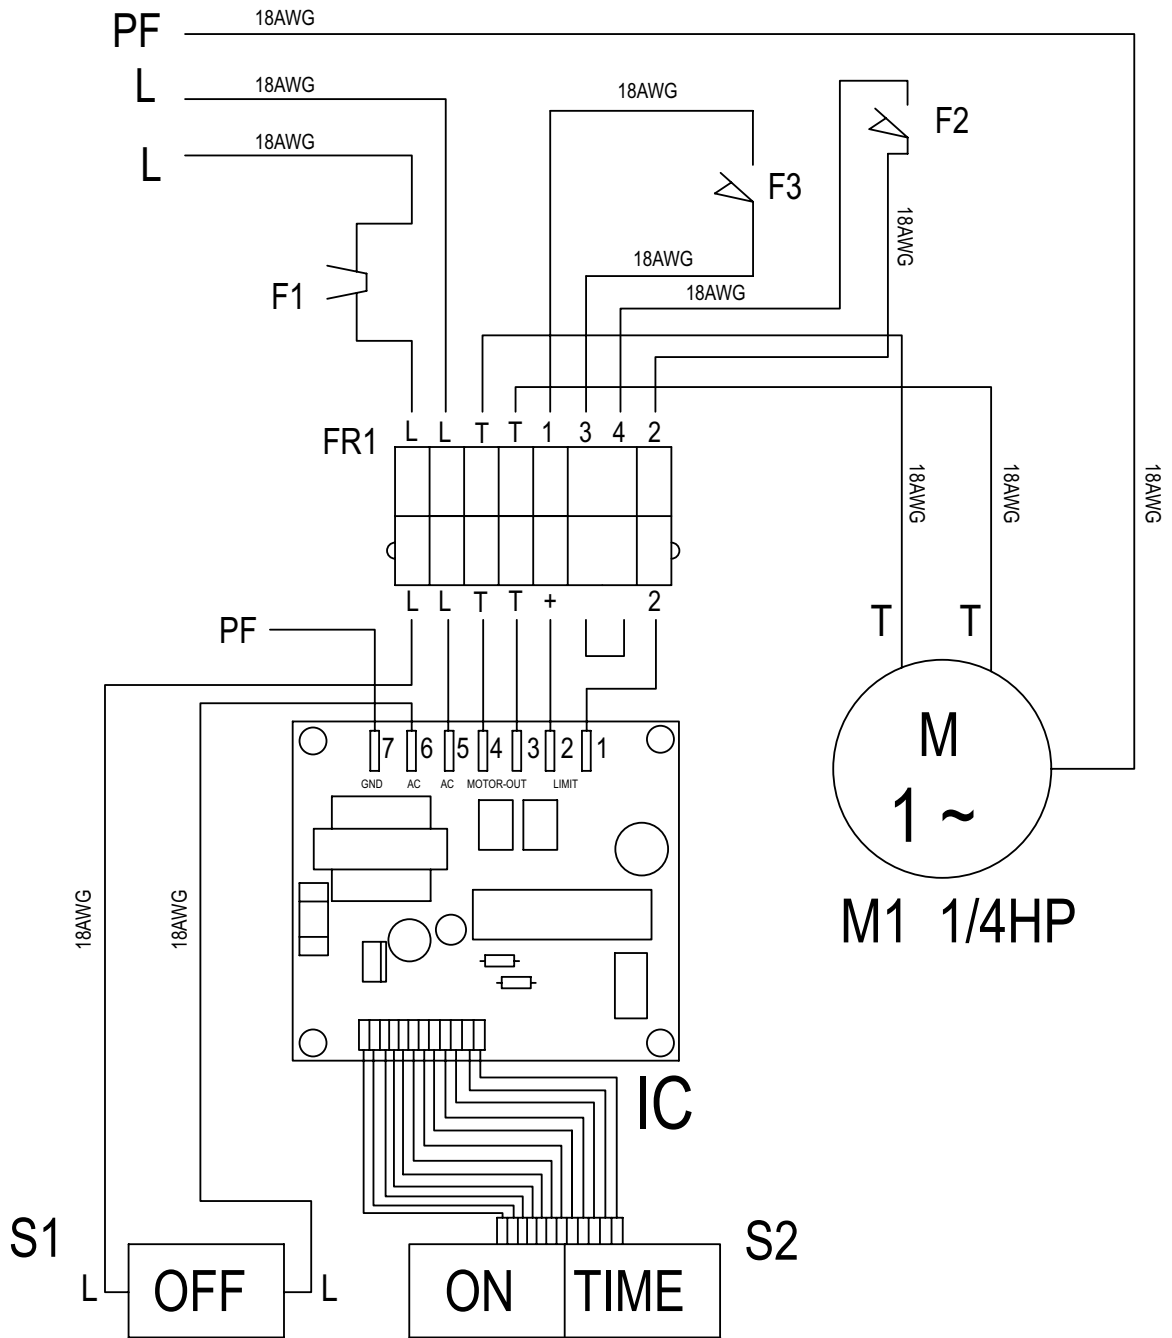 PF 18AWG
L 18AWG
L 18AWG
18AWG
F2
F3
18AWG
18AWG
18AWG
F1
FR1 L L T T 1 3 4 2
18AWG 18AWG 18AWG
L L T T + 2
PF
T T
7 6 5 4 3 2 1
GND AC AC MOTOR-OUT LIMIT
M
1 ~
M1 1/4HP
18AWG 18AWG
IC
S1 S2
L OFF L ON TIME